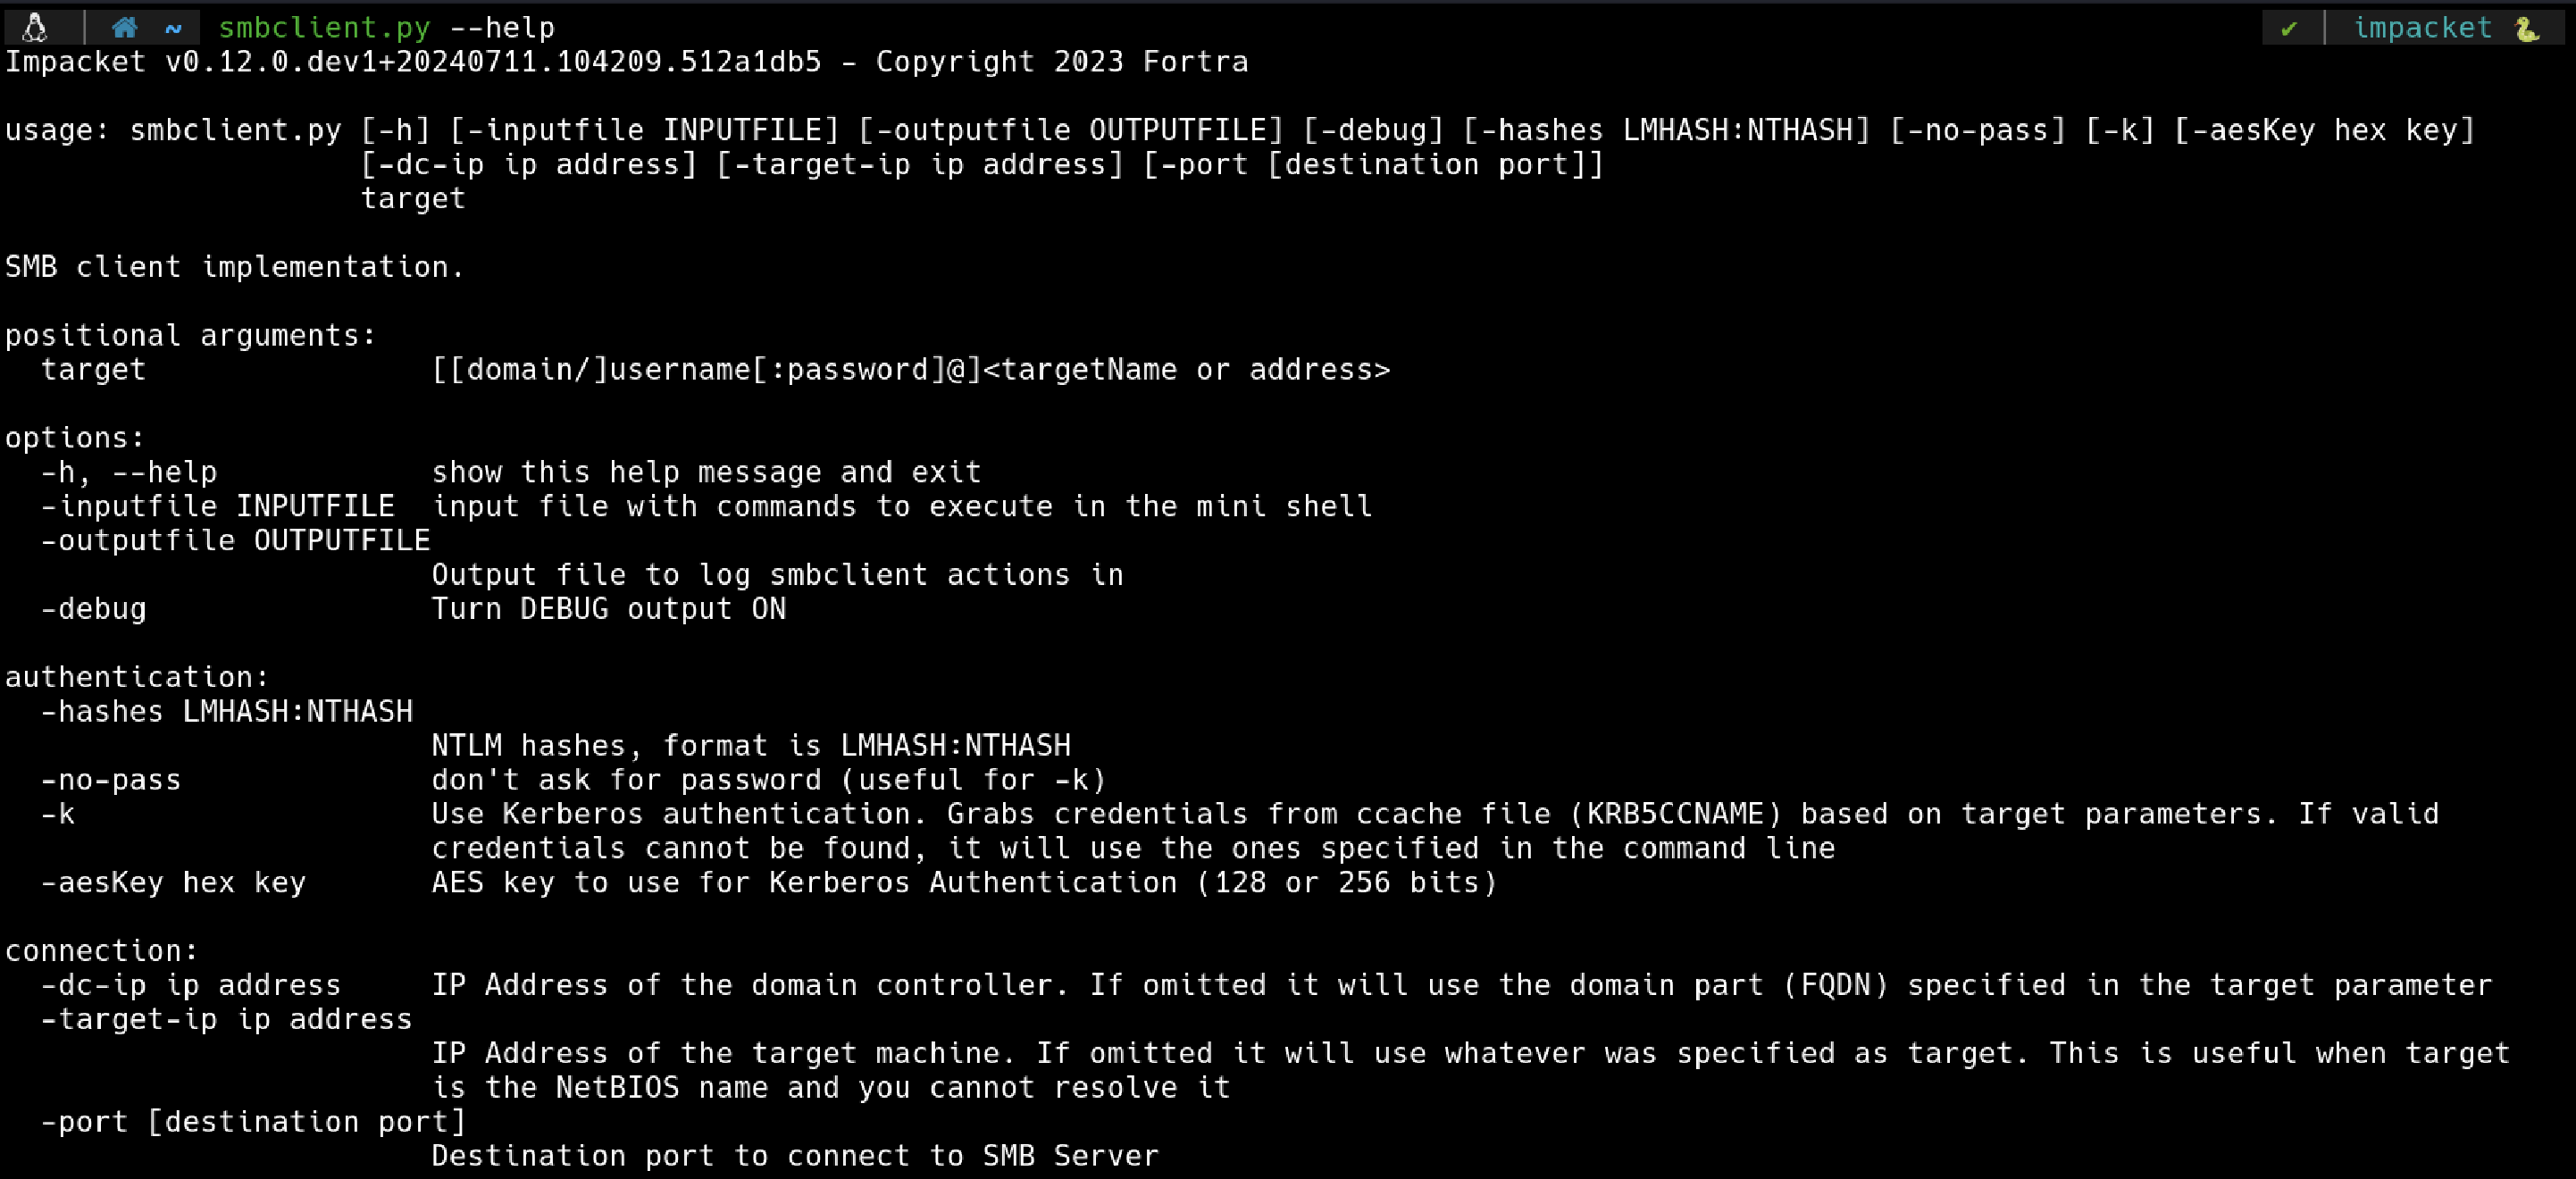 ~ smbclient.py --help ✔ impacket 🐍
Impacket v0.12.0.dev1+20240711.104209.512a1db5 - Copyright 2023 Fortra

usage: smbclient.py [-h] [-inputfile INPUTFILE] [-outputfile OUTPUTFILE] [-debug] [-hashes LMHASH:NTHASH] [-no-pass] [-k] [-aesKey hex key]
                    [-dc-ip ip address] [-target-ip ip address] [-port [destination port]]
                    target

SMB client implementation.

positional arguments:
  target                [[domain/]username[:password]@]<targetName or address>

options:
  -h, --help            show this help message and exit
  -inputfile INPUTFILE  input file with commands to execute in the mini shell
  -outputfile OUTPUTFILE
                        Output file to log smbclient actions in
  -debug                Turn DEBUG output ON

authentication:
  -hashes LMHASH:NTHASH
                        NTLM hashes, format is LMHASH:NTHASH
  -no-pass              don't ask for password (useful for -k)
  -k                    Use Kerberos authentication. Grabs credentials from ccache file (KRB5CCNAME) based on target parameters. If valid
                        credentials cannot be found, it will use the ones specified in the command line
  -aesKey hex key       AES key to use for Kerberos Authentication (128 or 256 bits)

connection:
  -dc-ip ip address     IP Address of the domain controller. If omitted it will use the domain part (FQDN) specified in the target parameter
  -target-ip ip address
                        IP Address of the target machine. If omitted it will use whatever was specified as target. This is useful when target
                        is the NetBIOS name and you cannot resolve it
  -port [destination port]
                        Destination port to connect to SMB Server